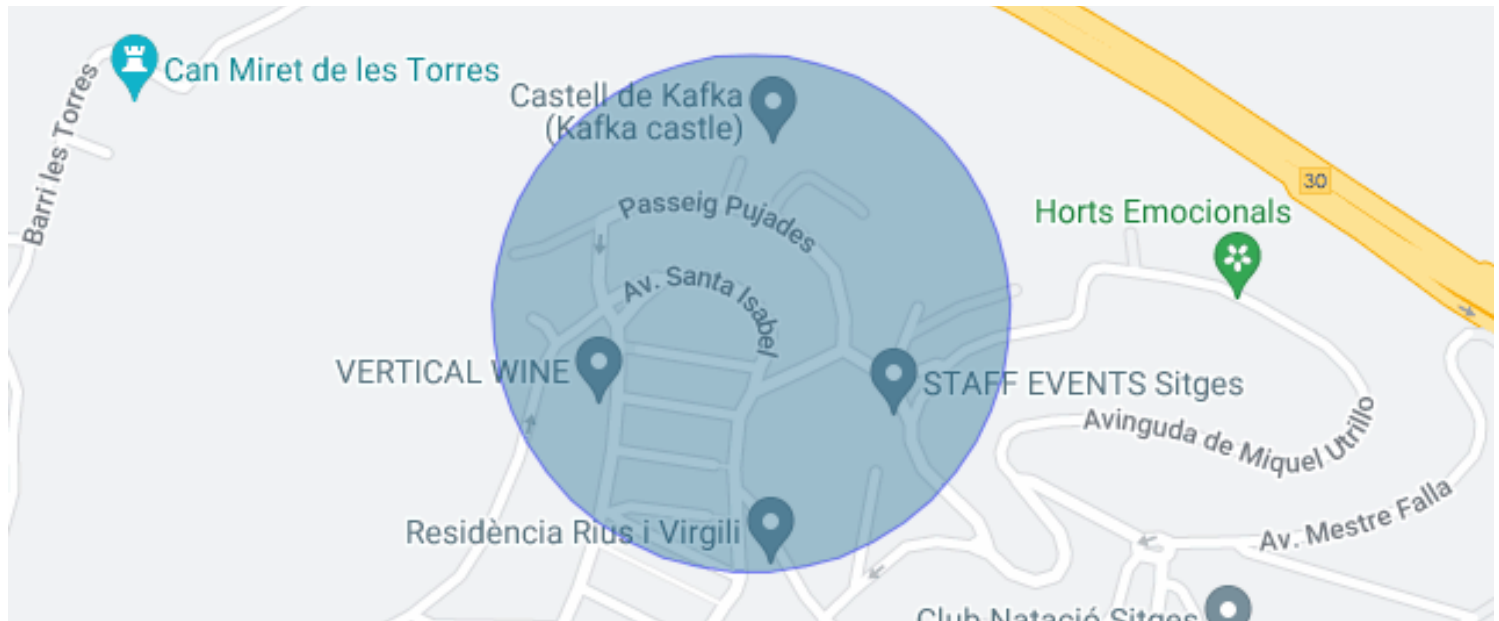 Can Miret de les Torres
Castell de Kafka
(Kafka castle)
Barri les Torres
30
Passeig Pujades
Horts Emocionals
Av. Santa Isabel
VERTICAL WINE
STAFF EVENTS Sitges
Avinguda de Miquel Utrillo
Residència Rius i Virgili
Av. Mestre Falla
Club Natació Sitges